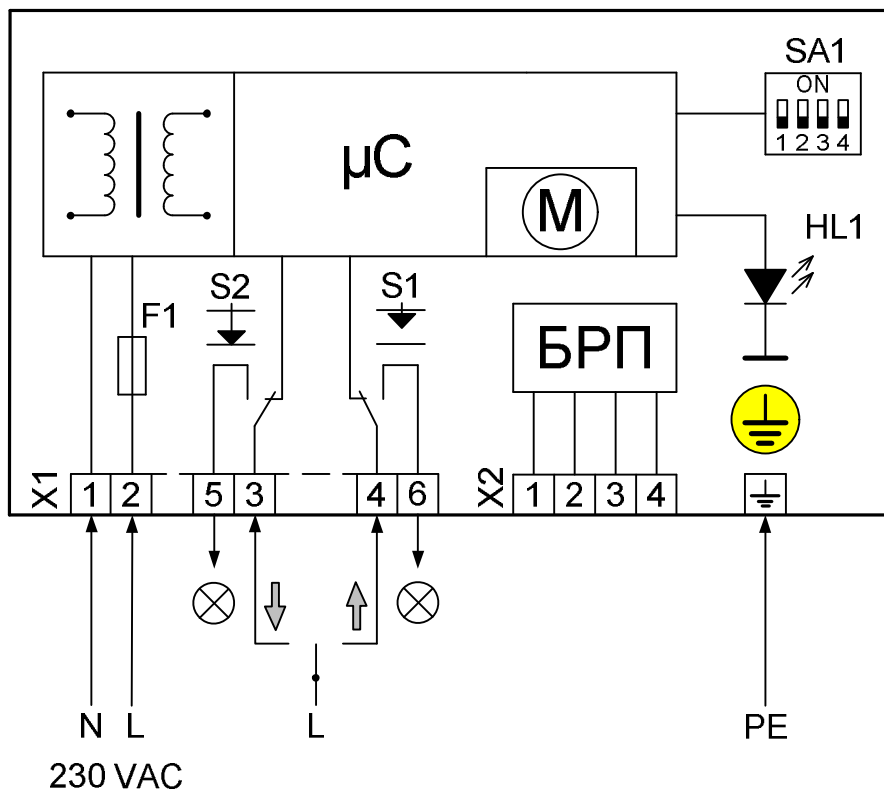 SA1
ON
1 2 3 4
µC
M
HL1
S2
S1
F1
БРП
X1
1 2 5 3 4 6
X2
1 2 3 4
N L
L
PE
230 VAC